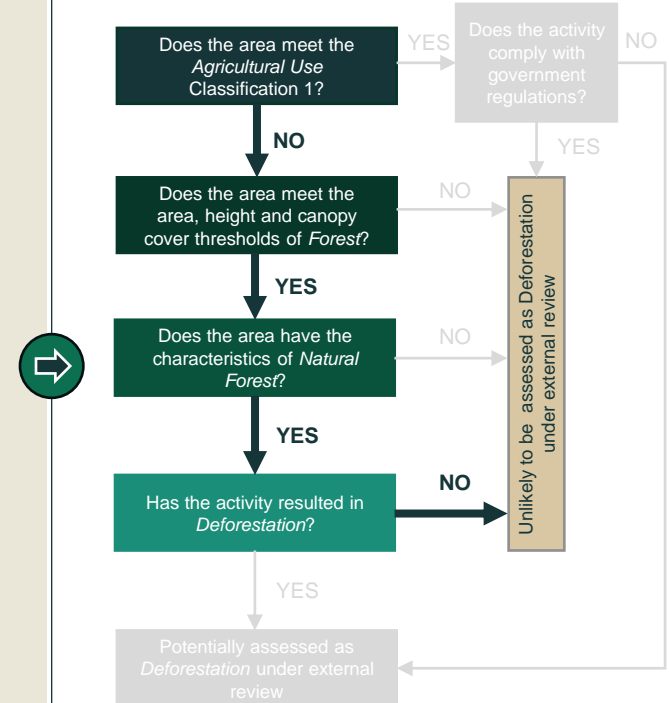 Does the area meet the
Agricultural Use
Classification 1?
YES
Does the activity
comply with
government
regulations?
NO
NO
YES
Does the area meet the
area, height and canopy
cover thresholds of Forest?
NO
YES
Does the area have the
characteristics of Natural
Forest?
NO
YES
Unlikely to be assessed as Deforestation
under external review
Has the activity resulted in
Deforestation?
NO
YES
Potentially assessed as
Deforestation under external
review